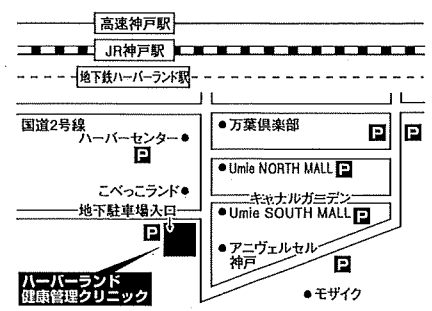 高速神戸駅
JR神戸駅
地下鉄ハーバーランド駅
国道2号線
ハーバーセンター
P
万葉倶楽部
P
P
Umie NORTH MALL P
こべっこランド
キャナルガーデン
地下駐車場入口
Umie SOUTH MALL P
P
アニヴェルセル
神戸
P
ハーバーランド
健康管理クリニック
モザイク